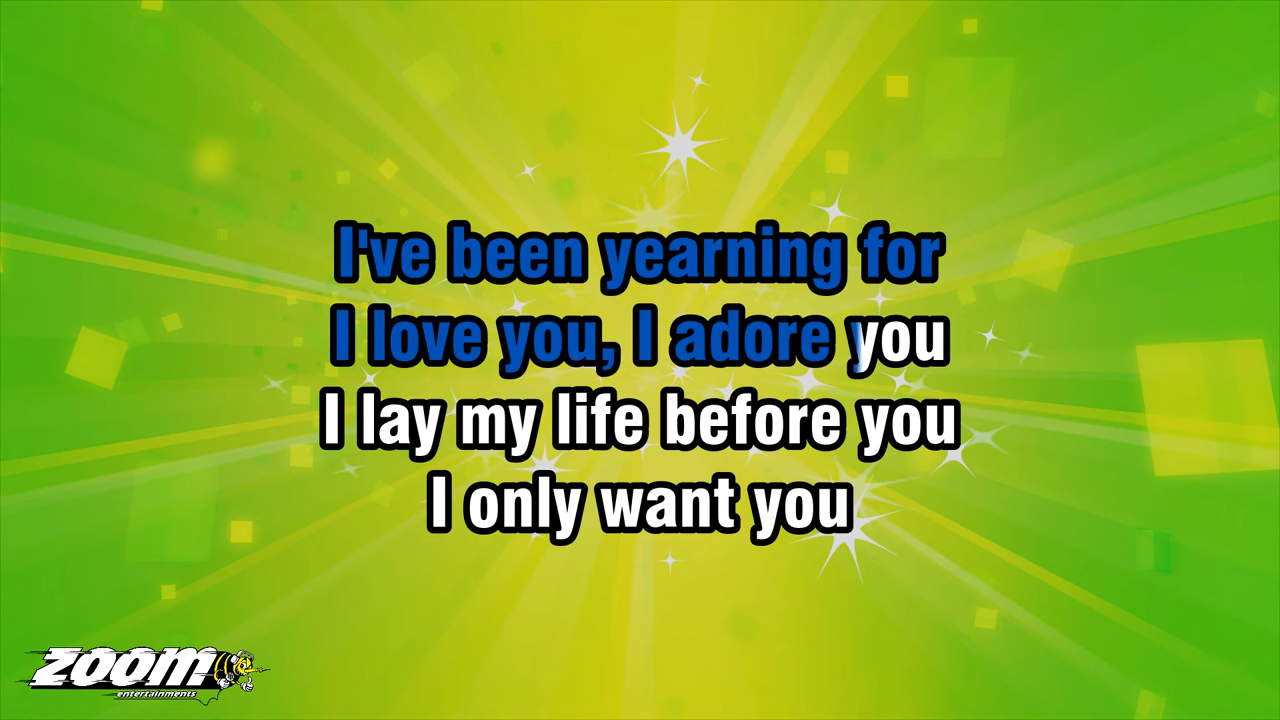 I've been yearning for
I love you, I adore you
I lay my life before you
I only want you
ZOOM
entertainments